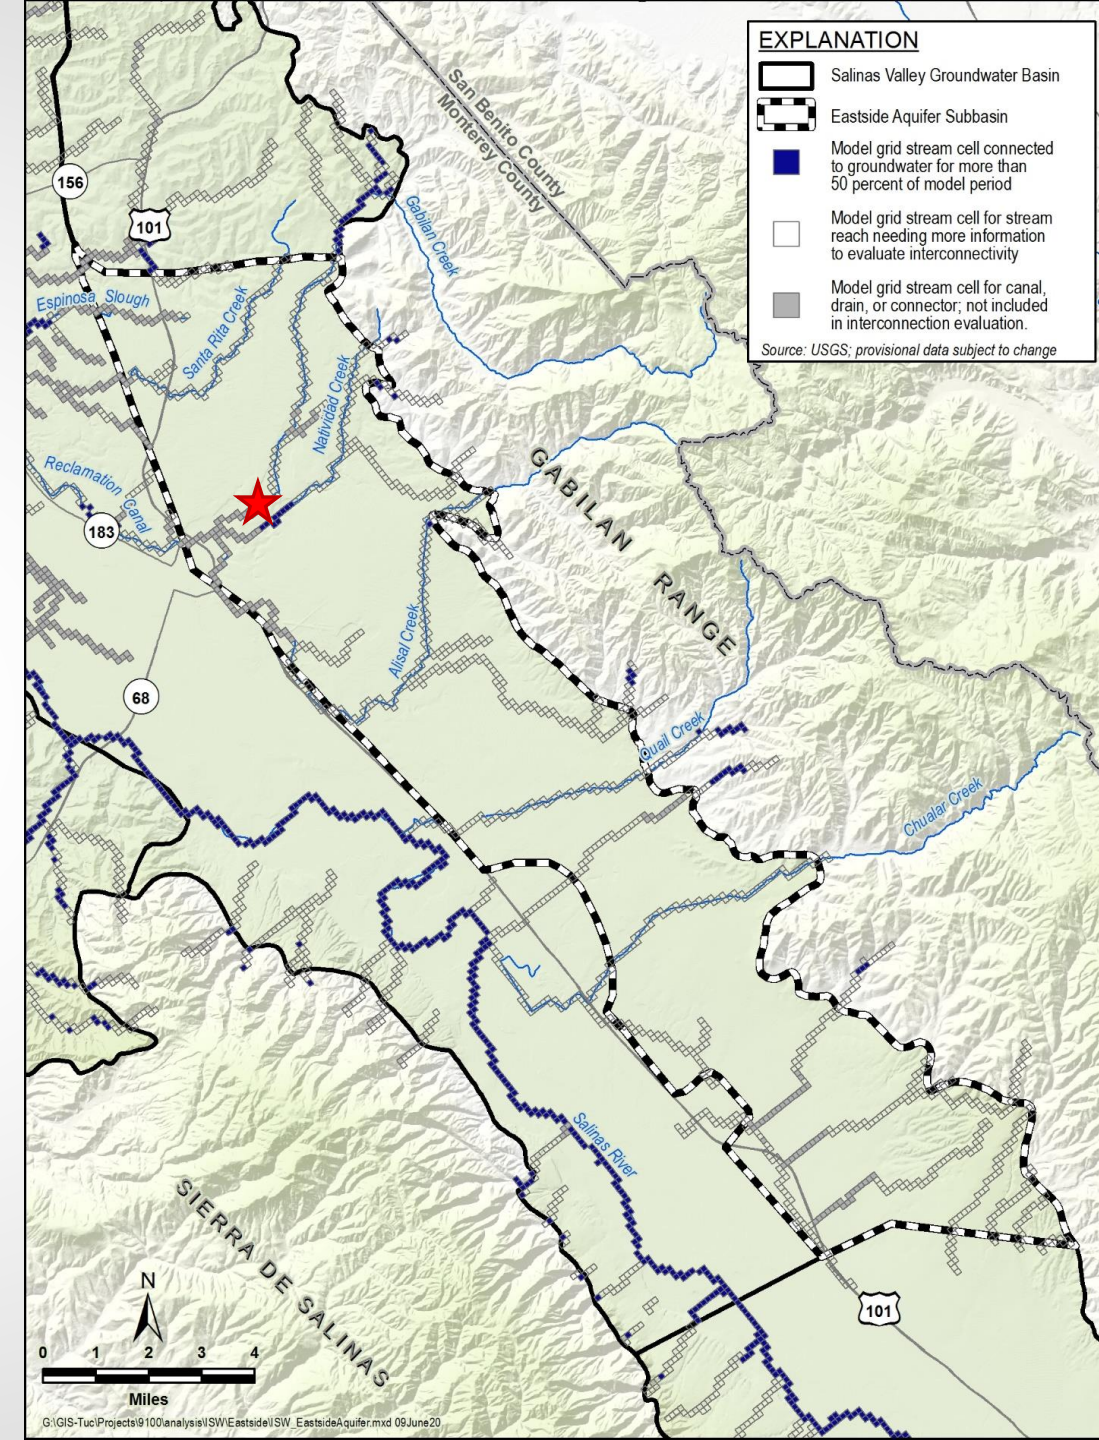 EXPLANATION
Salinas Valley Groundwater Basin
Eastside Aquifer Subbasin
Model grid stream cell connected
to groundwater for more than
50 percent of model period
Model grid stream cell for stream
reach needing more information
to evaluate interconnectivity
Model grid stream cell for canal,
drain, or connector; not included
in interconnection evaluation.
Source: USGS; provisional data subject to change
San Benito County
Monterey County
156
101
Gabilan Creek
Espinosa Slough
Santa Rita Creek
Natividad Creek
Reclamation Canal
183
GABILAN RANGE
Alisal Creek
68
Quail Creek
Chualar Creek
Salinas River
SIERRA DE SALINAS
101
N
0 1 2 3 4
Miles
G:\GIS-Tuc\Projects\9100\analysis\ISW\Eastside\ISW_EastsideAquifer.mxd 09June20